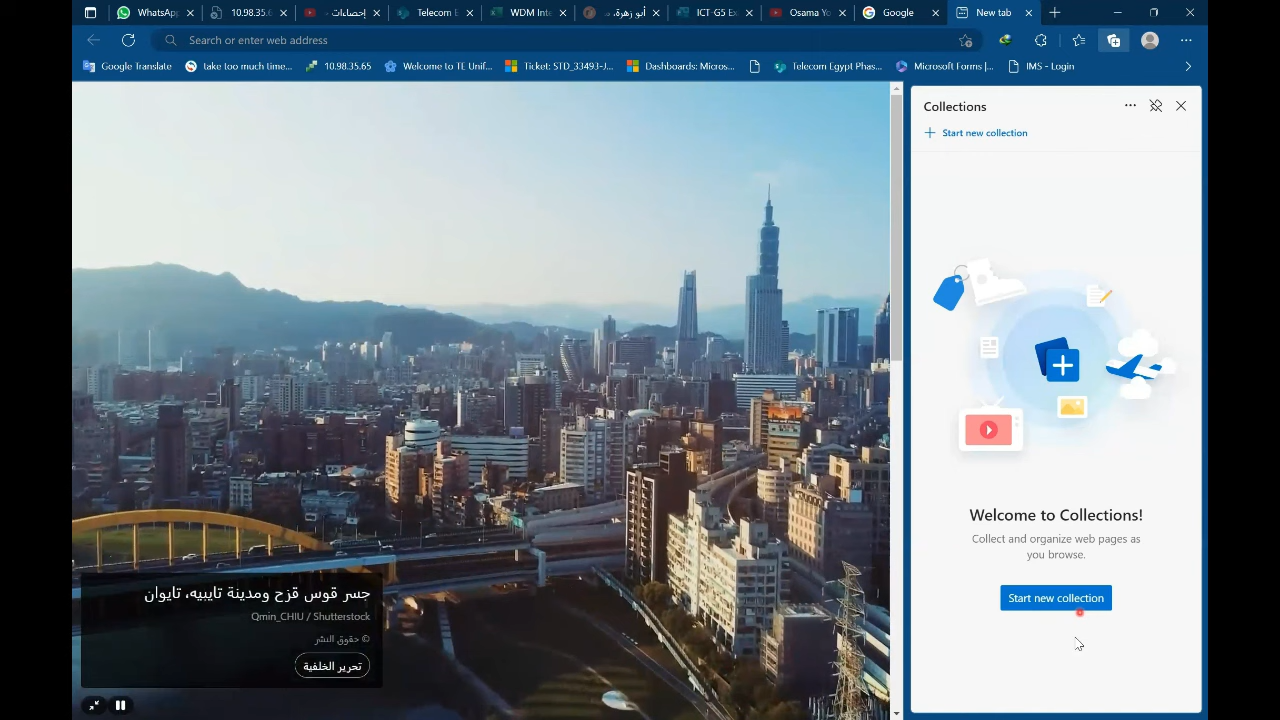 WhatsApp
10.98.35.6
إحصاءات
Telecom E
WDM Inte
أبو زهرة،
ICT-G5 Ex
Osama Yo
Google
New tab
Search or enter web address
Google Translate
take too much time...
10.98.35.65
Welcome to TE Unif...
Ticket: STD_33493-J...
Dashboards: Micros...
Telecom Egypt Phas...
Microsoft Forms |...
IMS - Login
Collections
Start new collection
Welcome to Collections!
Collect and organize web pages as
you browse.
Start new collection
جسر قوس قزح ومدينة تايبيه، تايوان
Qmin_CHIU / Shutterstock
© حقوق النشر
تحرير الخلفية